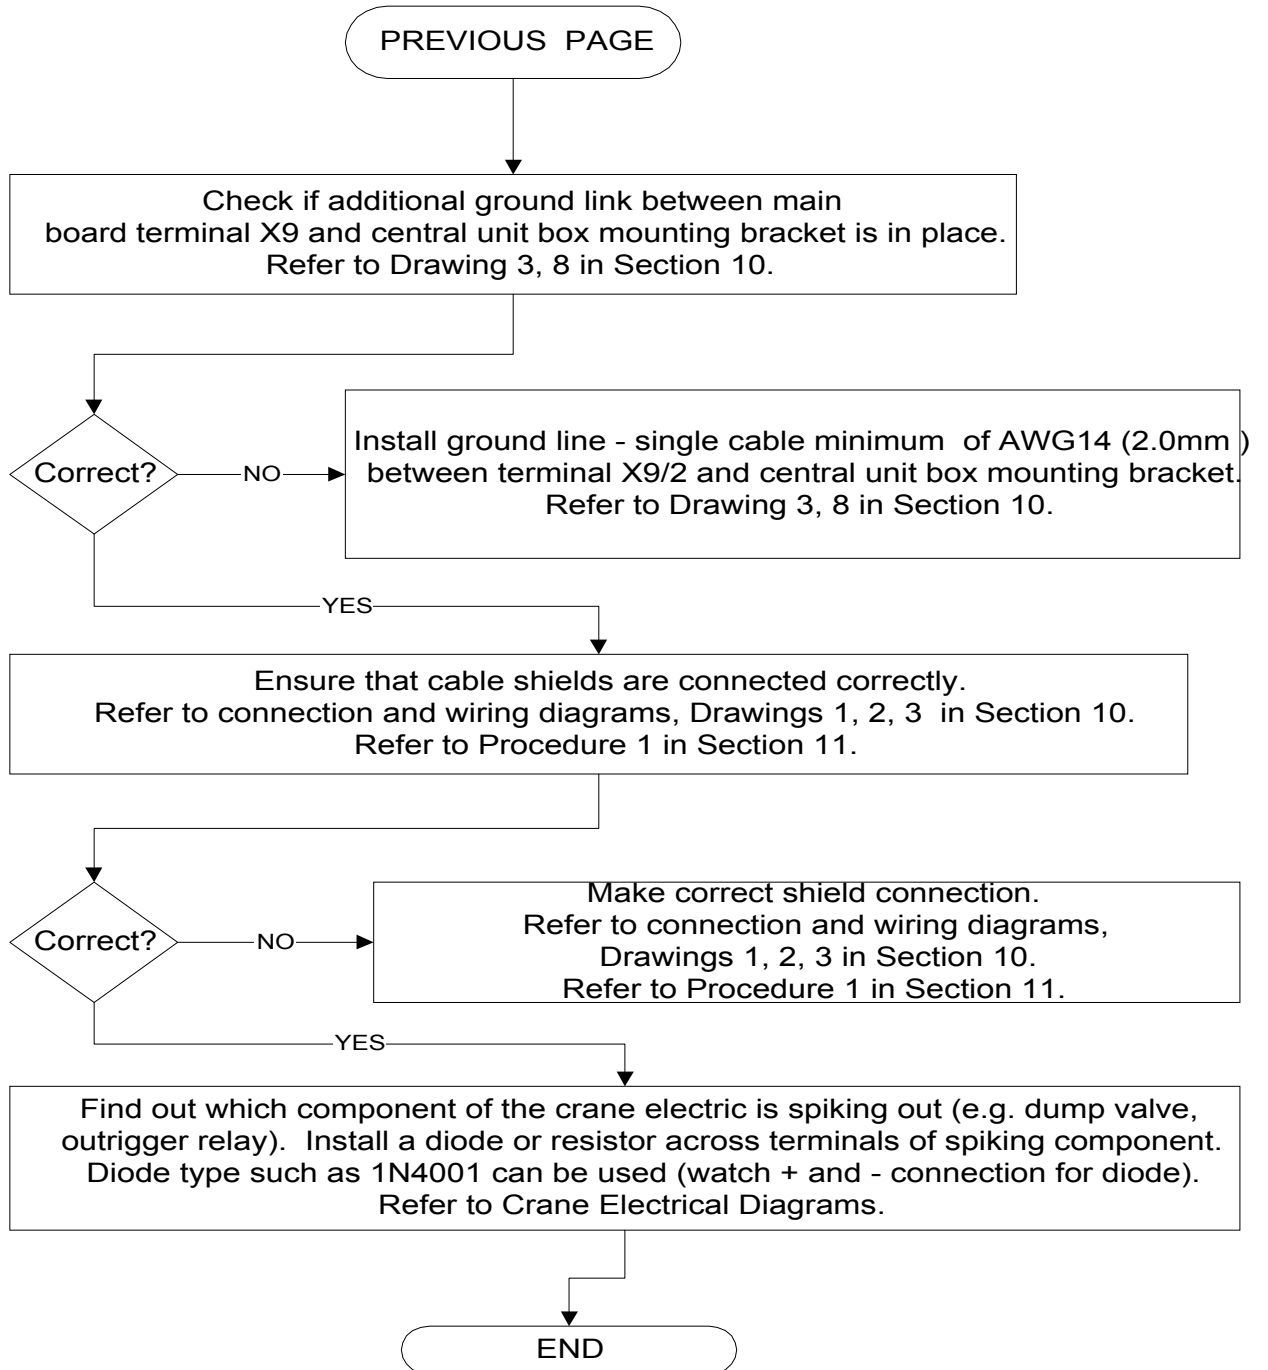 PREVIOUS PAGE
Check if additional ground link between main
board terminal X9 and central unit box mounting bracket is in place.
Refer to Drawing 3, 8 in Section 10.
Correct?
NO
Install ground line - single cable minimum of AWG14 (2.0mm )
between terminal X9/2 and central unit box mounting bracket.
Refer to Drawing 3, 8 in Section 10.
YES
Ensure that cable shields are connected correctly.
Refer to connection and wiring diagrams, Drawings 1, 2, 3 in Section 10.
Refer to Procedure 1 in Section 11.
Correct?
NO
Make correct shield connection.
Refer to connection and wiring diagrams,
Drawings 1, 2, 3 in Section 10.
Refer to Procedure 1 in Section 11.
YES
Find out which component of the crane electric is spiking out (e.g. dump valve,
outrigger relay). Install a diode or resistor across terminals of spiking component.
Diode type such as 1N4001 can be used (watch + and - connection for diode).
Refer to Crane Electrical Diagrams.
END